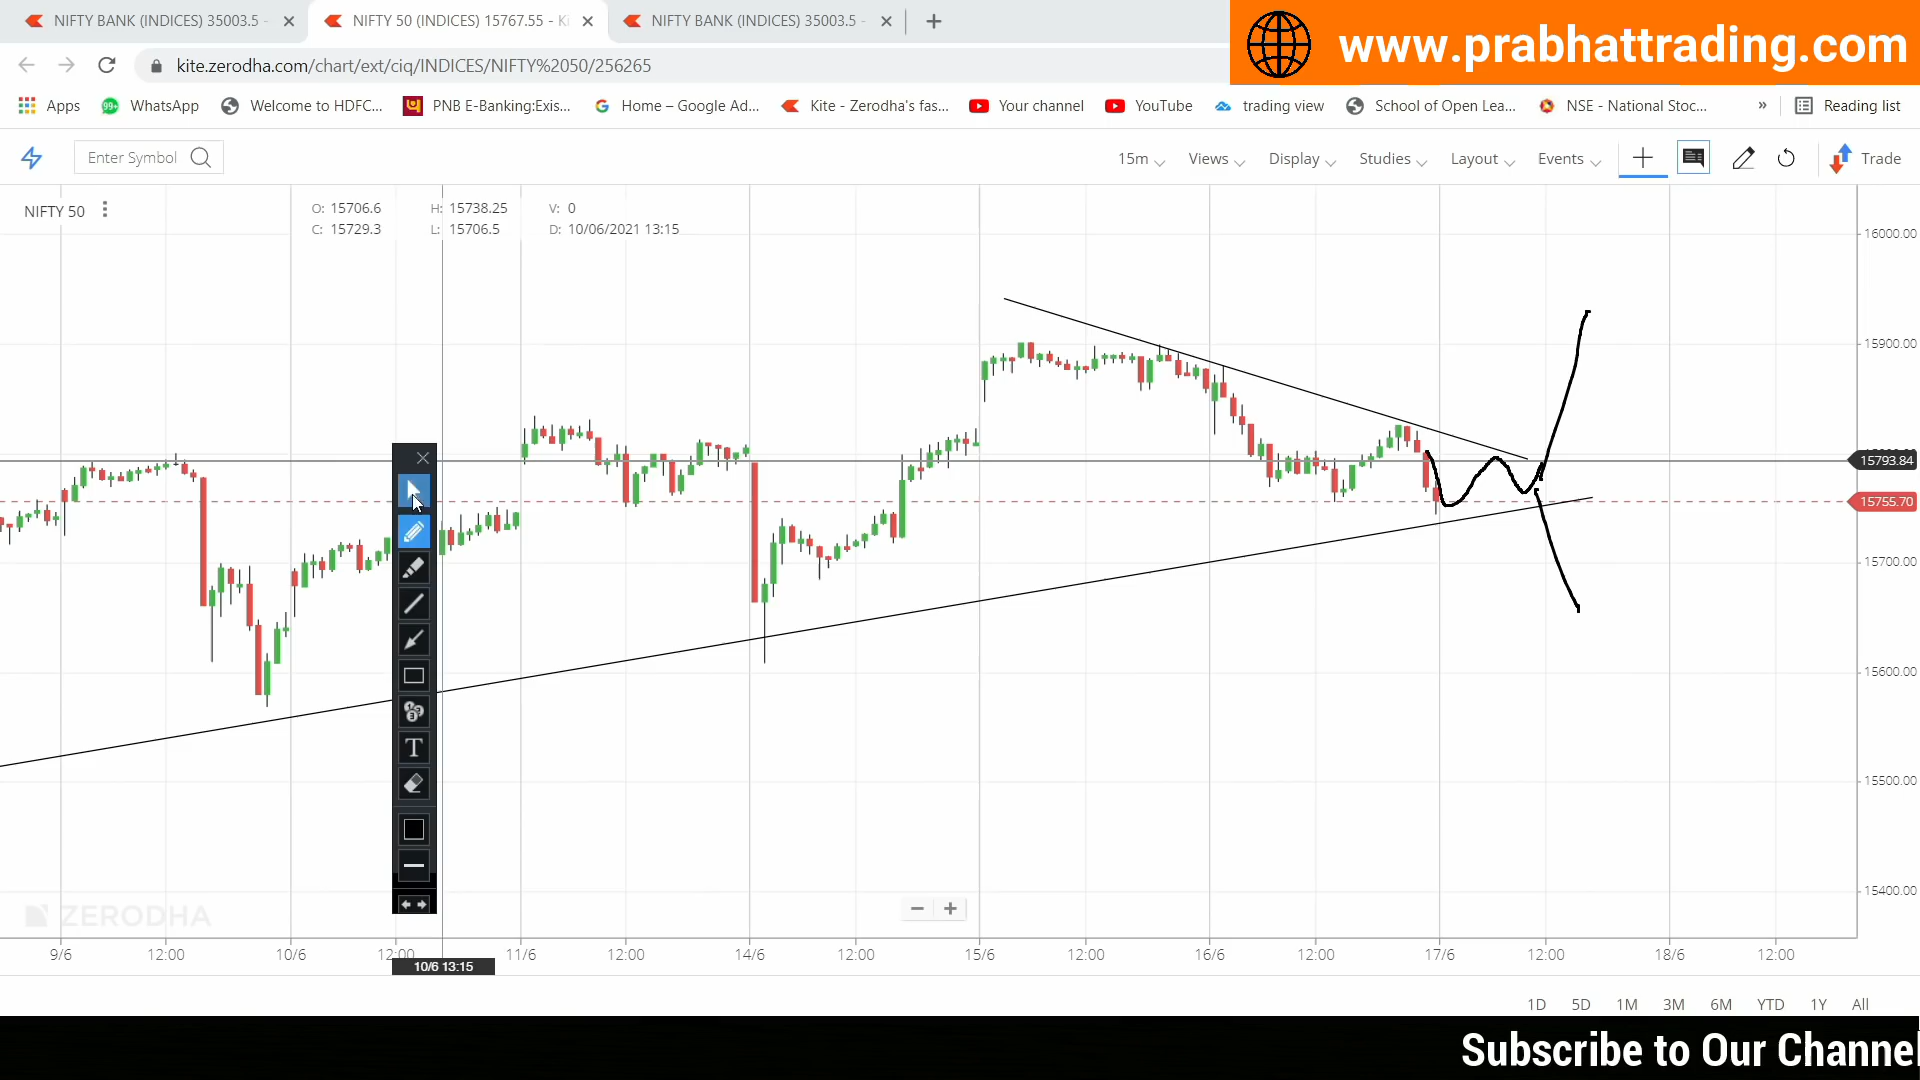 NIFTY BANK (INDICES) 35003.5 -
NIFTY 50 (INDICES) 15767.55 - Ki
NIFTY BANK (INDICES) 35003.5 -
www.prabhattrading.com
kite.zerodha.com/chart/ext/ciq/INDICES/NIFTY%2050/256265
Apps
99+
WhatsApp
Welcome to HDFC...
PNB E-Banking:Exis...
Home – Google Ad...
Kite - Zerodha's fas...
Your channel
YouTube
trading view
School of Open Lea...
NSE - National Stoc...
»
Reading list
Enter Symbol
15m
Views
Display
Studies
Layout
Events
Trade
NIFTY 50
O: 15706.6 H: 15738.25 V: 0
C: 15729.3 L: 15706.5 D: 10/06/2021 13:15
16000.00
15900.00
15793.84
15755.70
15700.00
15600.00
15500.00
15400.00
T
ZERODHA
9/6 12:00 10/6 12:00 11/6 12:00 14/6 12:00 15/6 12:00 16/6 12:00 17/6 12:00 18/6 12:00
10/6 13:15
1D 5D 1M 3M 6M YTD 1Y All
Subscribe to Our Channel